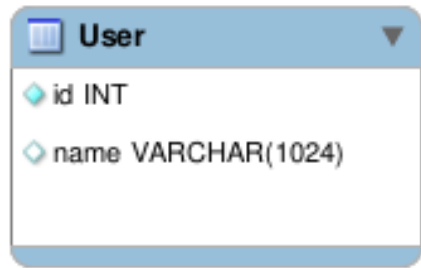 User
id INT
name VARCHAR(1024)